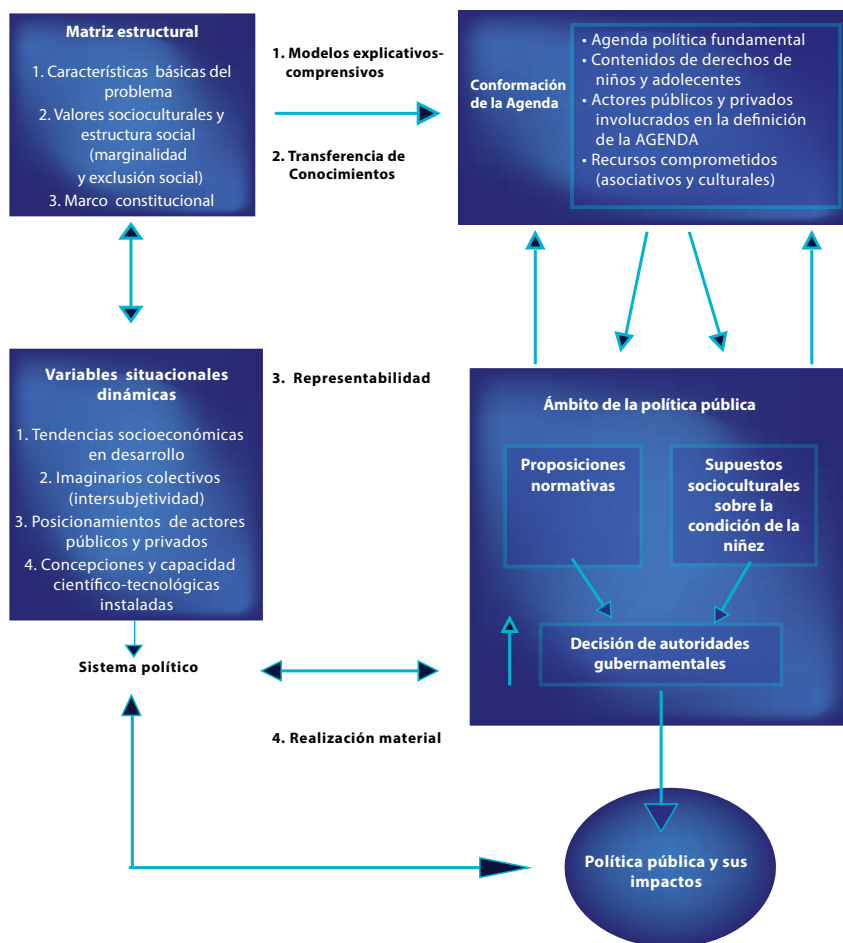 Matriz estructural
1. Características básicas del
problema
2. Valores socioculturales y
estructura social
(marginalidad
y exclusión social)
3. Marco constitucional
1. Modelos explicativos-
comprensivos
2. Transferencia de
Conocimientos
Conformación
de la Agenda
• Agenda política fundamental
• Contenidos de derechos de
niños y adolecentes
• Actores públicos y privados
involucrados en la definición
de la AGENDA
• Recursos comprometidos
(asociativos y culturales)
Variables situacionales
dinámicas
1. Tendencias socioeconómicas
en desarrollo
2. Imaginarios colectivos
(intersubjetividad)
3. Posicionamientos de actores
públicos y privados
4. Concepciones y capacidad
científico-tecnológicas
instaladas
3. Representabilidad
Ámbito de la política pública
Proposiciones
normativas
Supuestos
socioculturales
sobre la
condición de la
niñez
Decisión de autoridades
gubernamentales
Sistema político
4. Realización material
Política pública y sus
impactos